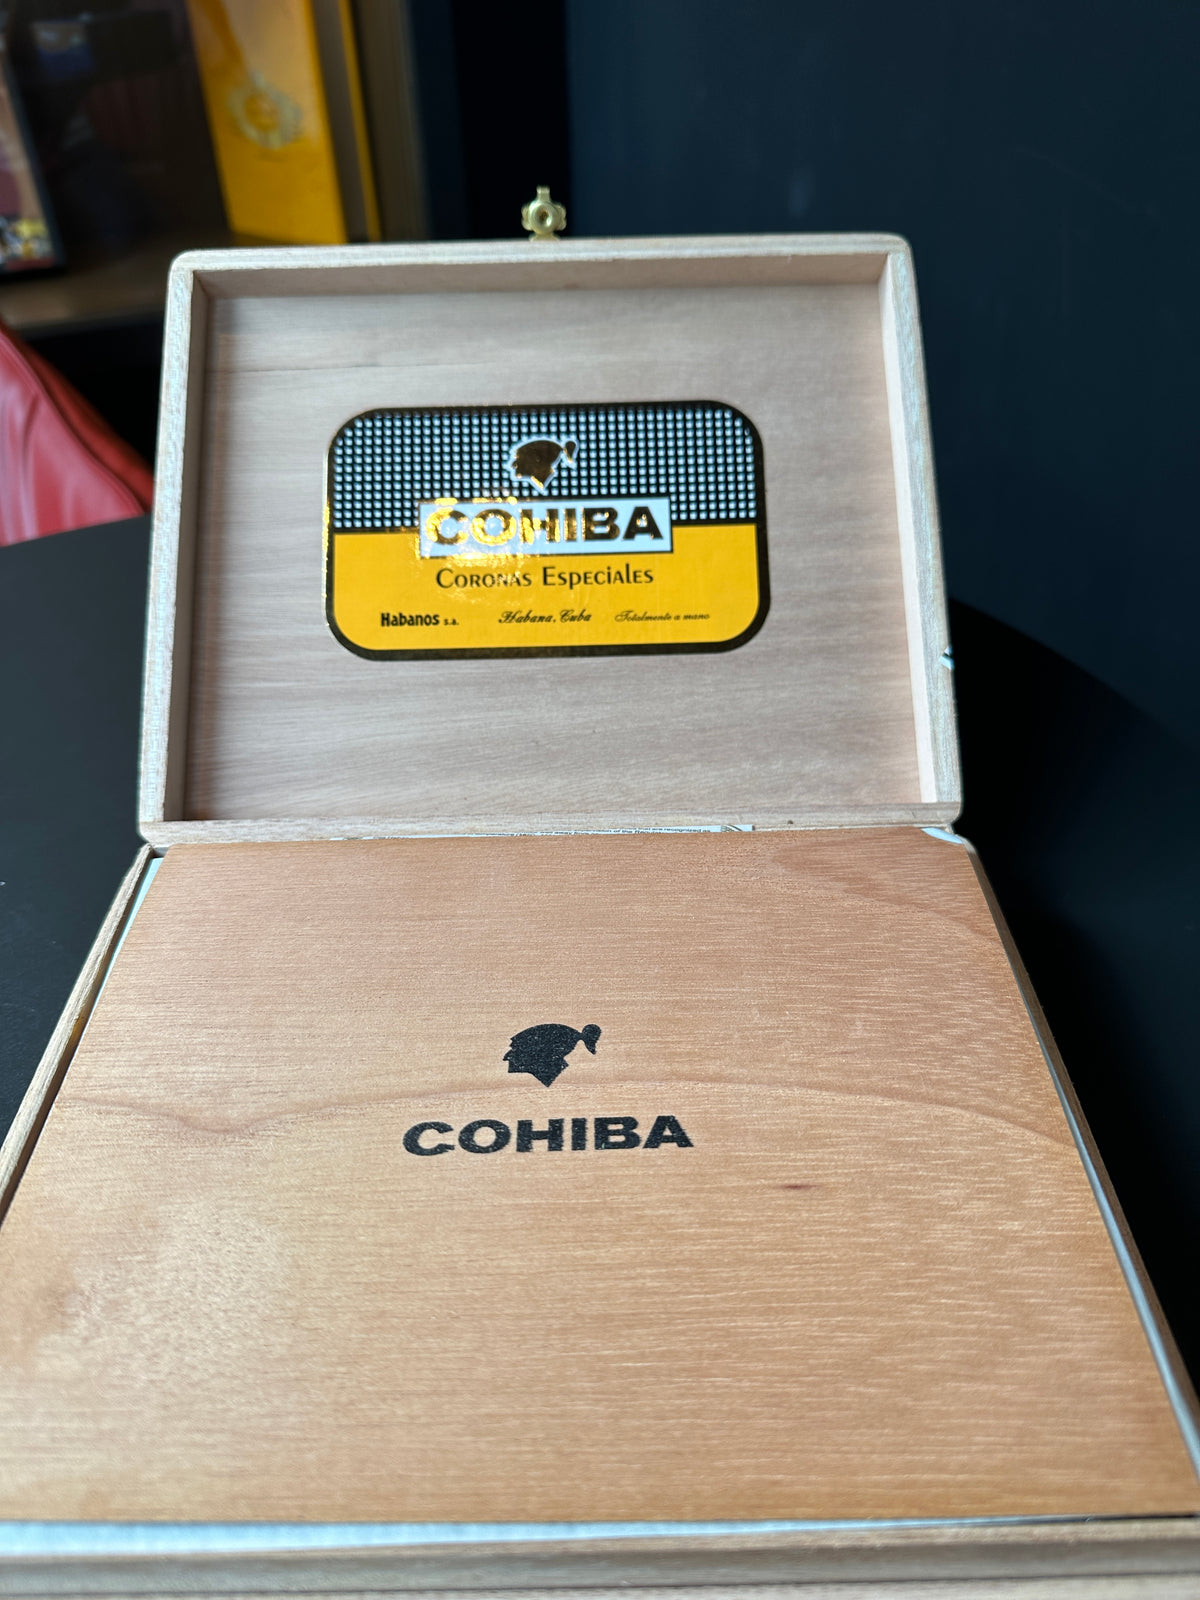 COHIBA
CORONAS ESPECIALES
Habanos s.a. Habana, Cuba Totalmente a mano
COHIBA